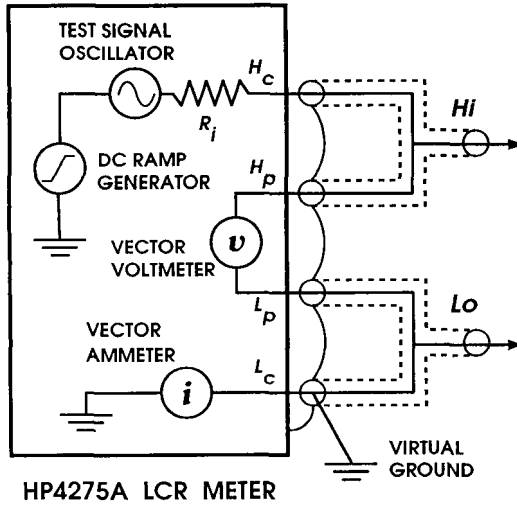 TEST SIGNAL
OSCILLATOR
Hc
Hi
Ri
DC RAMP
GENERATOR
Hp
VECTOR
VOLTMETER
v
Lp
Lo
VECTOR
AMMETER
Lc
i
VIRTUAL
GROUND
HP4275A LCR METER